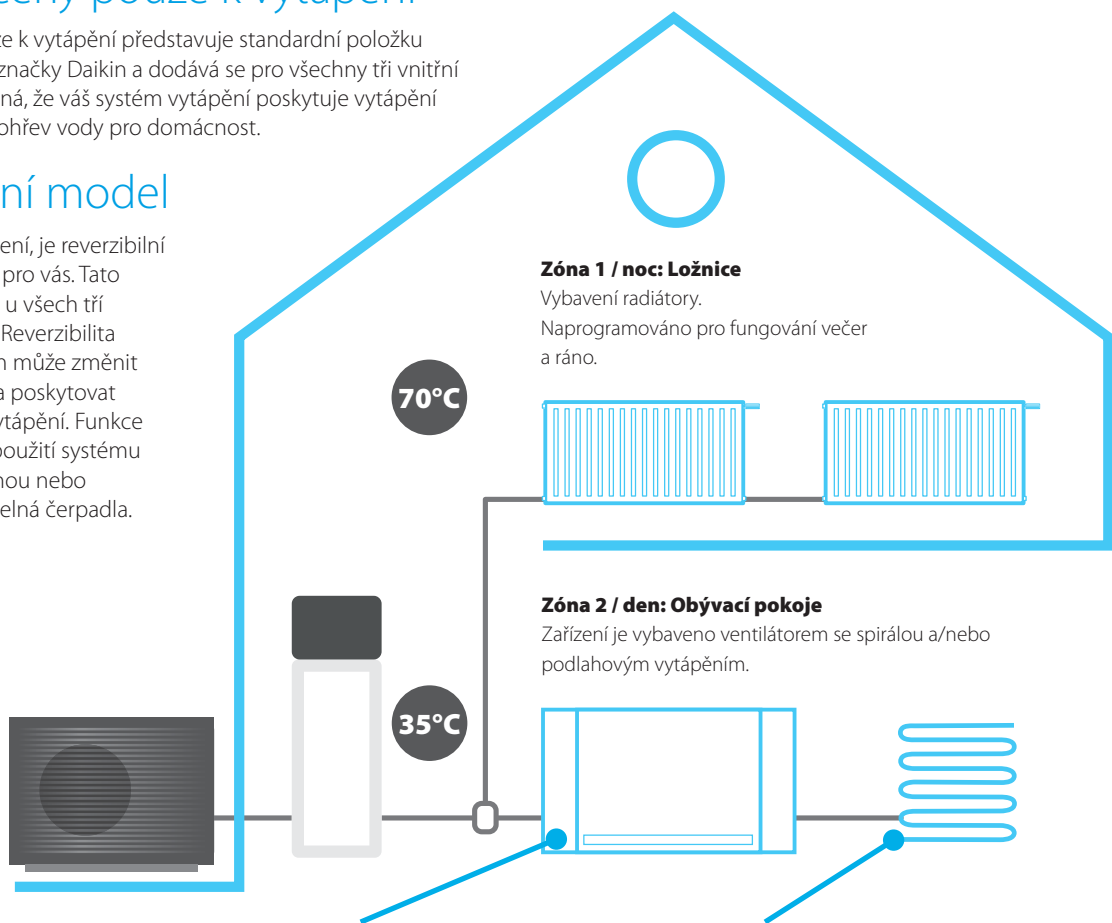 pouze k vytápění
ze k vytápění představuje standardní položku
značky Daikin a dodává se pro všechny tři vnitřní
ná, že váš systém vytápění poskytuje vytápění
ohřev vody pro domácnost.
ní model
ení, je reverzibilní
pro vás. Tato
u všech tří
Reverzibilita
může změnit
a poskytovat
ytápění. Funkce
použití systému
nou nebo
elná čerpadla.
Zóna 1 / noc: Ložnice
Vybavení radiátory.
Naprogramováno pro fungování večer
a ráno.
70°C
Zóna 2 / den: Obývací pokoje
Zařízení je vybaveno ventilátorem se spirálou a/nebo
podlahovým vytápěním.
35°C